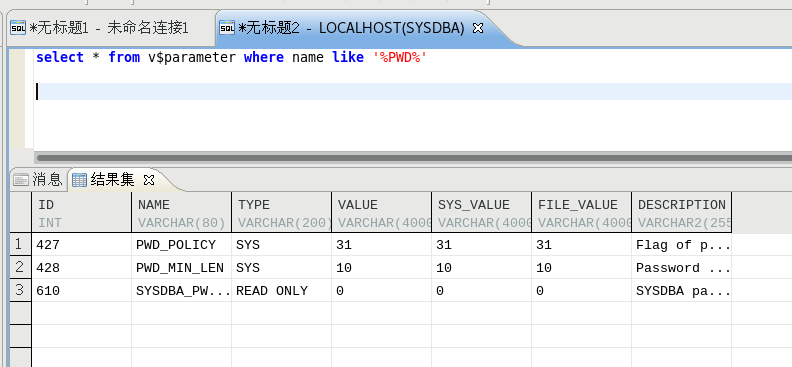 *无标题1 - 未命名连接1 *无标题2 - LOCALHOST(SYSDBA)
select * from v$parameter where name like '%PWD%'
消息 结果集
ID NAME TYPE VALUE SYS_VALUE FILE_VALUE DESCRIPTION
INT VARCHAR(80) VARCHAR(200) VARCHAR(4000 VARCHAR(4000 VARCHAR(4000 VARCHAR2(255
1 427 PWD_POLICY SYS 31 31 31 Flag of p...
2 428 PWD_MIN_LEN SYS 10 10 10 Password ...
3 610 SYSDBA_PW... READ ONLY 0 0 0 SYSDBA pa...